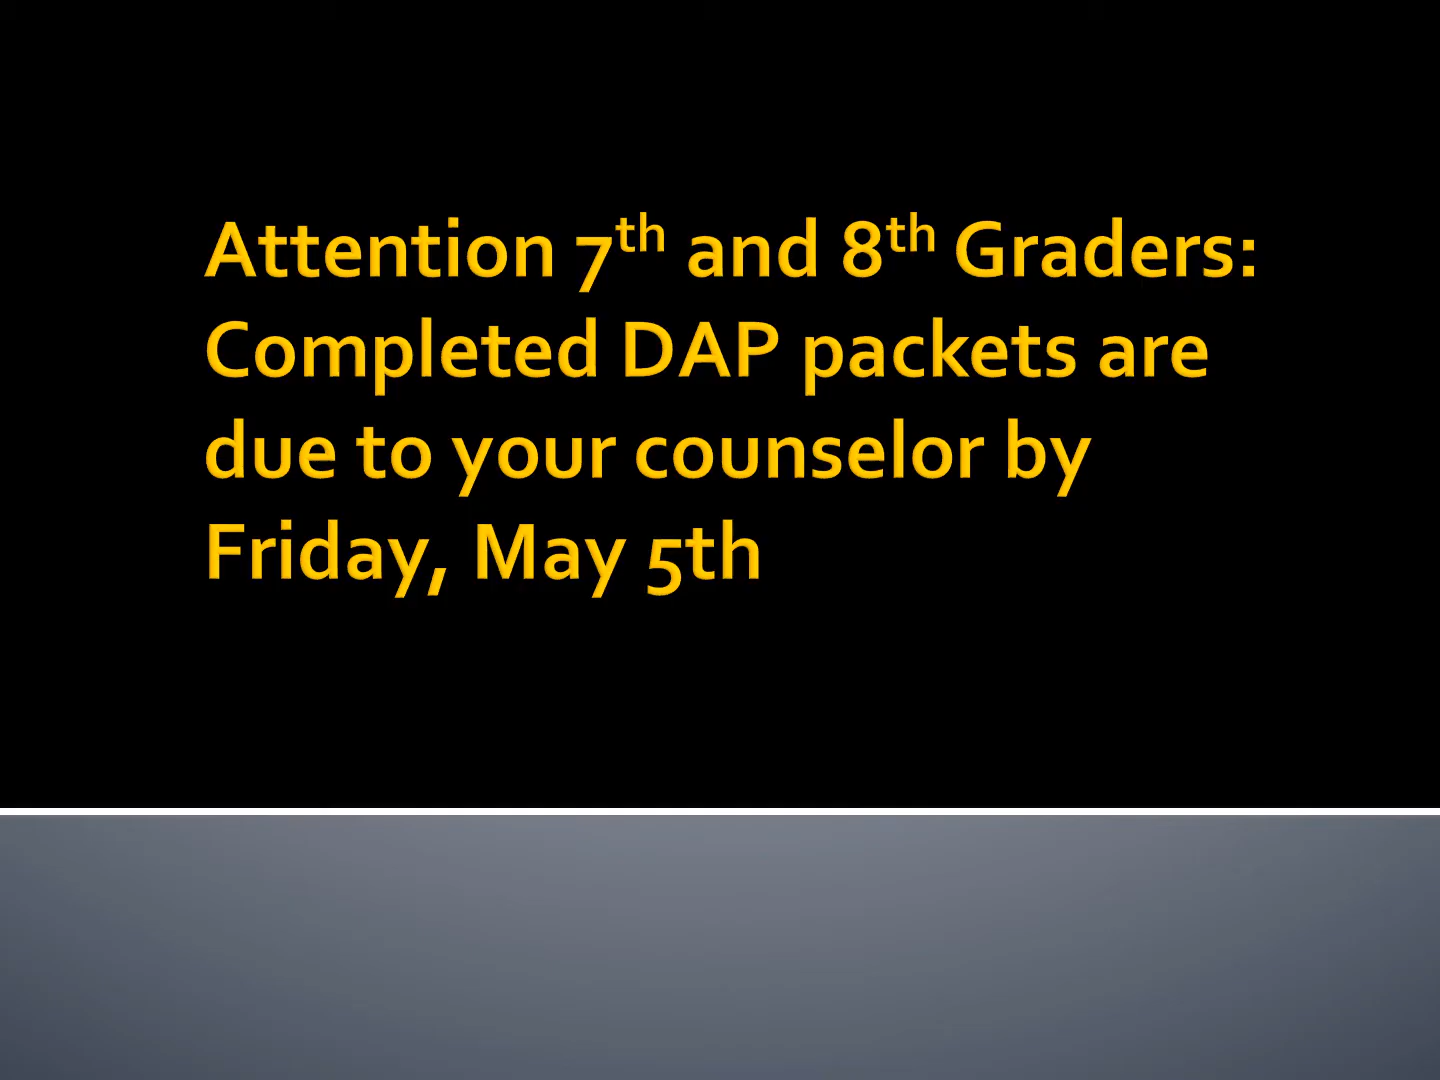 Attention 7th and 8th Graders:
Completed DAP packets are
due to your counselor by
Friday, May 5th